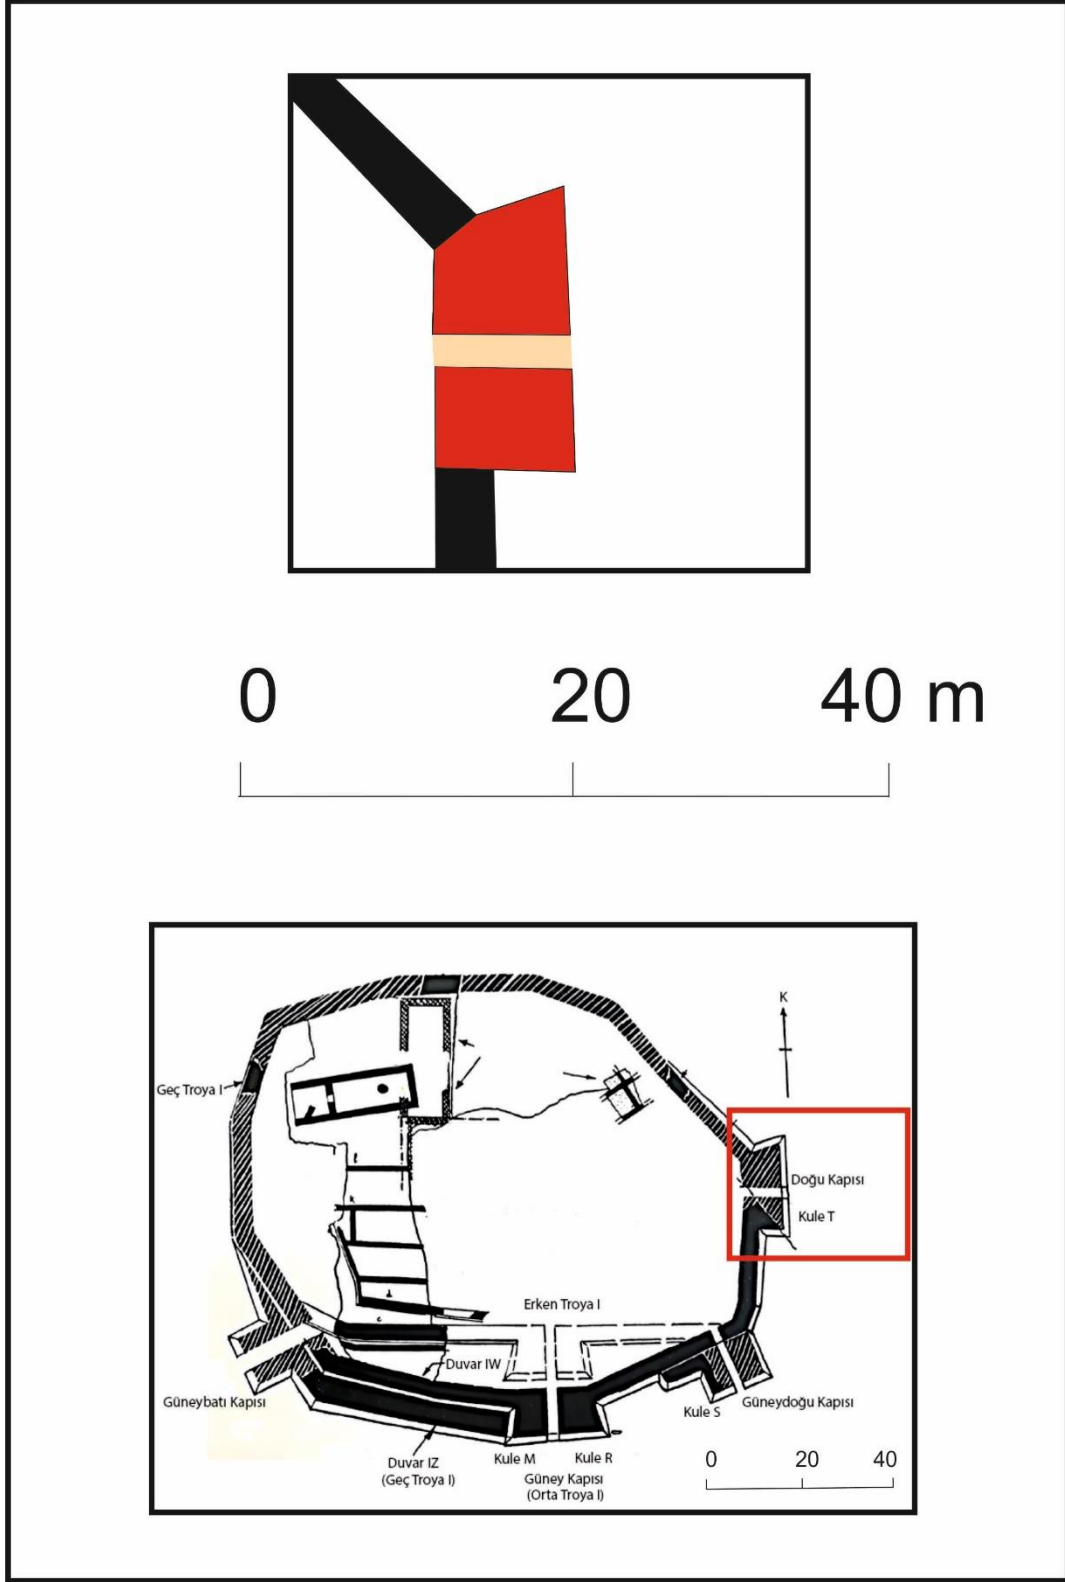 0 20 40 m
K
Geç Troya I
Doğu Kapısı
Kule T
Erken Troya I
Duvar IW
Güneybatı Kapısı
Güneydoğu Kapısı
Kule S
Duvar IZ
(Geç Troya I)
Kule M
Kule R
Güney Kapısı
(Orta Troya I)
0 20 40